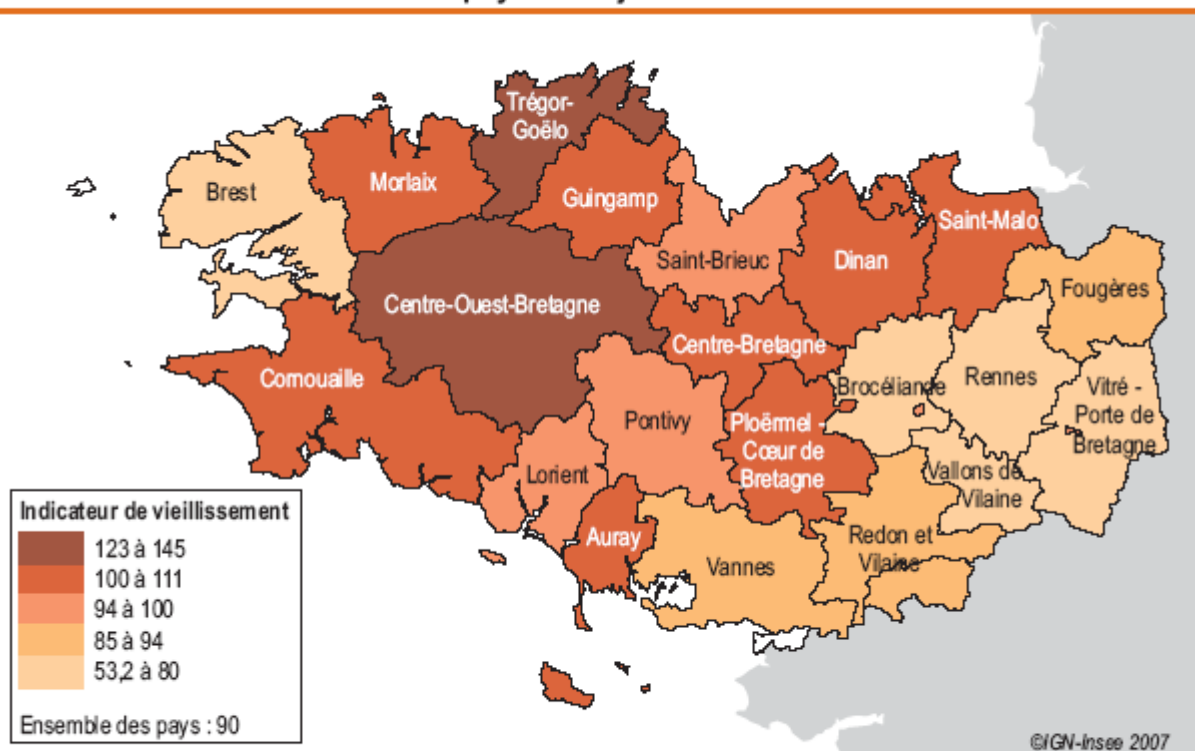 Trégor-
Goëlo
Brest
Morlaix
Guingamp
Saint-Malo
Saint-Brieuc
Dinan
Fougères
Centre-Ouest-Bretagne
Centre-Bretagne
Cornouaille
Brocéliande
Rennes
Vitré -
Porte de
Bretagne
Pontivy
Ploërmel -
Cœur de
Bretagne
Lorient
Vallons de
Vilaine
Auray
Vannes
Redon et
Vilaine
Indicateur de vieillissement
123 à 145
100 à 111
94 à 100
85 à 94
53,2 à 80
Ensemble des pays : 90
©IGN-Insee 2007